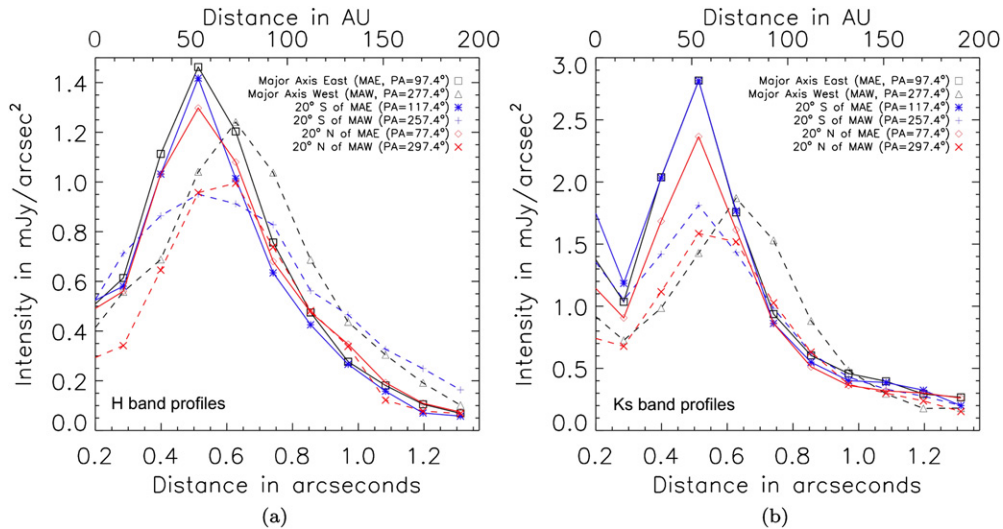 Distance in AU
0 50 100 150 200
1.4
1.2
1.0
0.8
0.6
0.4
0.2
0.0
Intensity in mJy/arcsec2
Major Axis East (MAE, PA=97.4°)
Major Axis West (MAW, PA=277.4°)
20° S of MAE (PA=117.4°)
20° S of MAW (PA=257.4°)
20° N of MAE (PA=77.4°)
20° N of MAW (PA=297.4°)
H band profiles
0.2 0.4 0.6 0.8 1.0 1.2
Distance in arcseconds
(a)
Distance in AU
0 50 100 150 200
3.0
2.5
2.0
1.5
1.0
0.5
0.0
Intensity in mJy/arcsec2
Major Axis East (MAE, PA=97.4°)
Major Axis West (MAW, PA=277.4°)
20° S of MAE (PA=117.4°)
20° S of MAW (PA=257.4°)
20° N of MAE (PA=77.4°)
20° N of MAW (PA=297.4°)
Ks band profiles
0.2 0.4 0.6 0.8 1.0 1.2
Distance in arcseconds
(b)